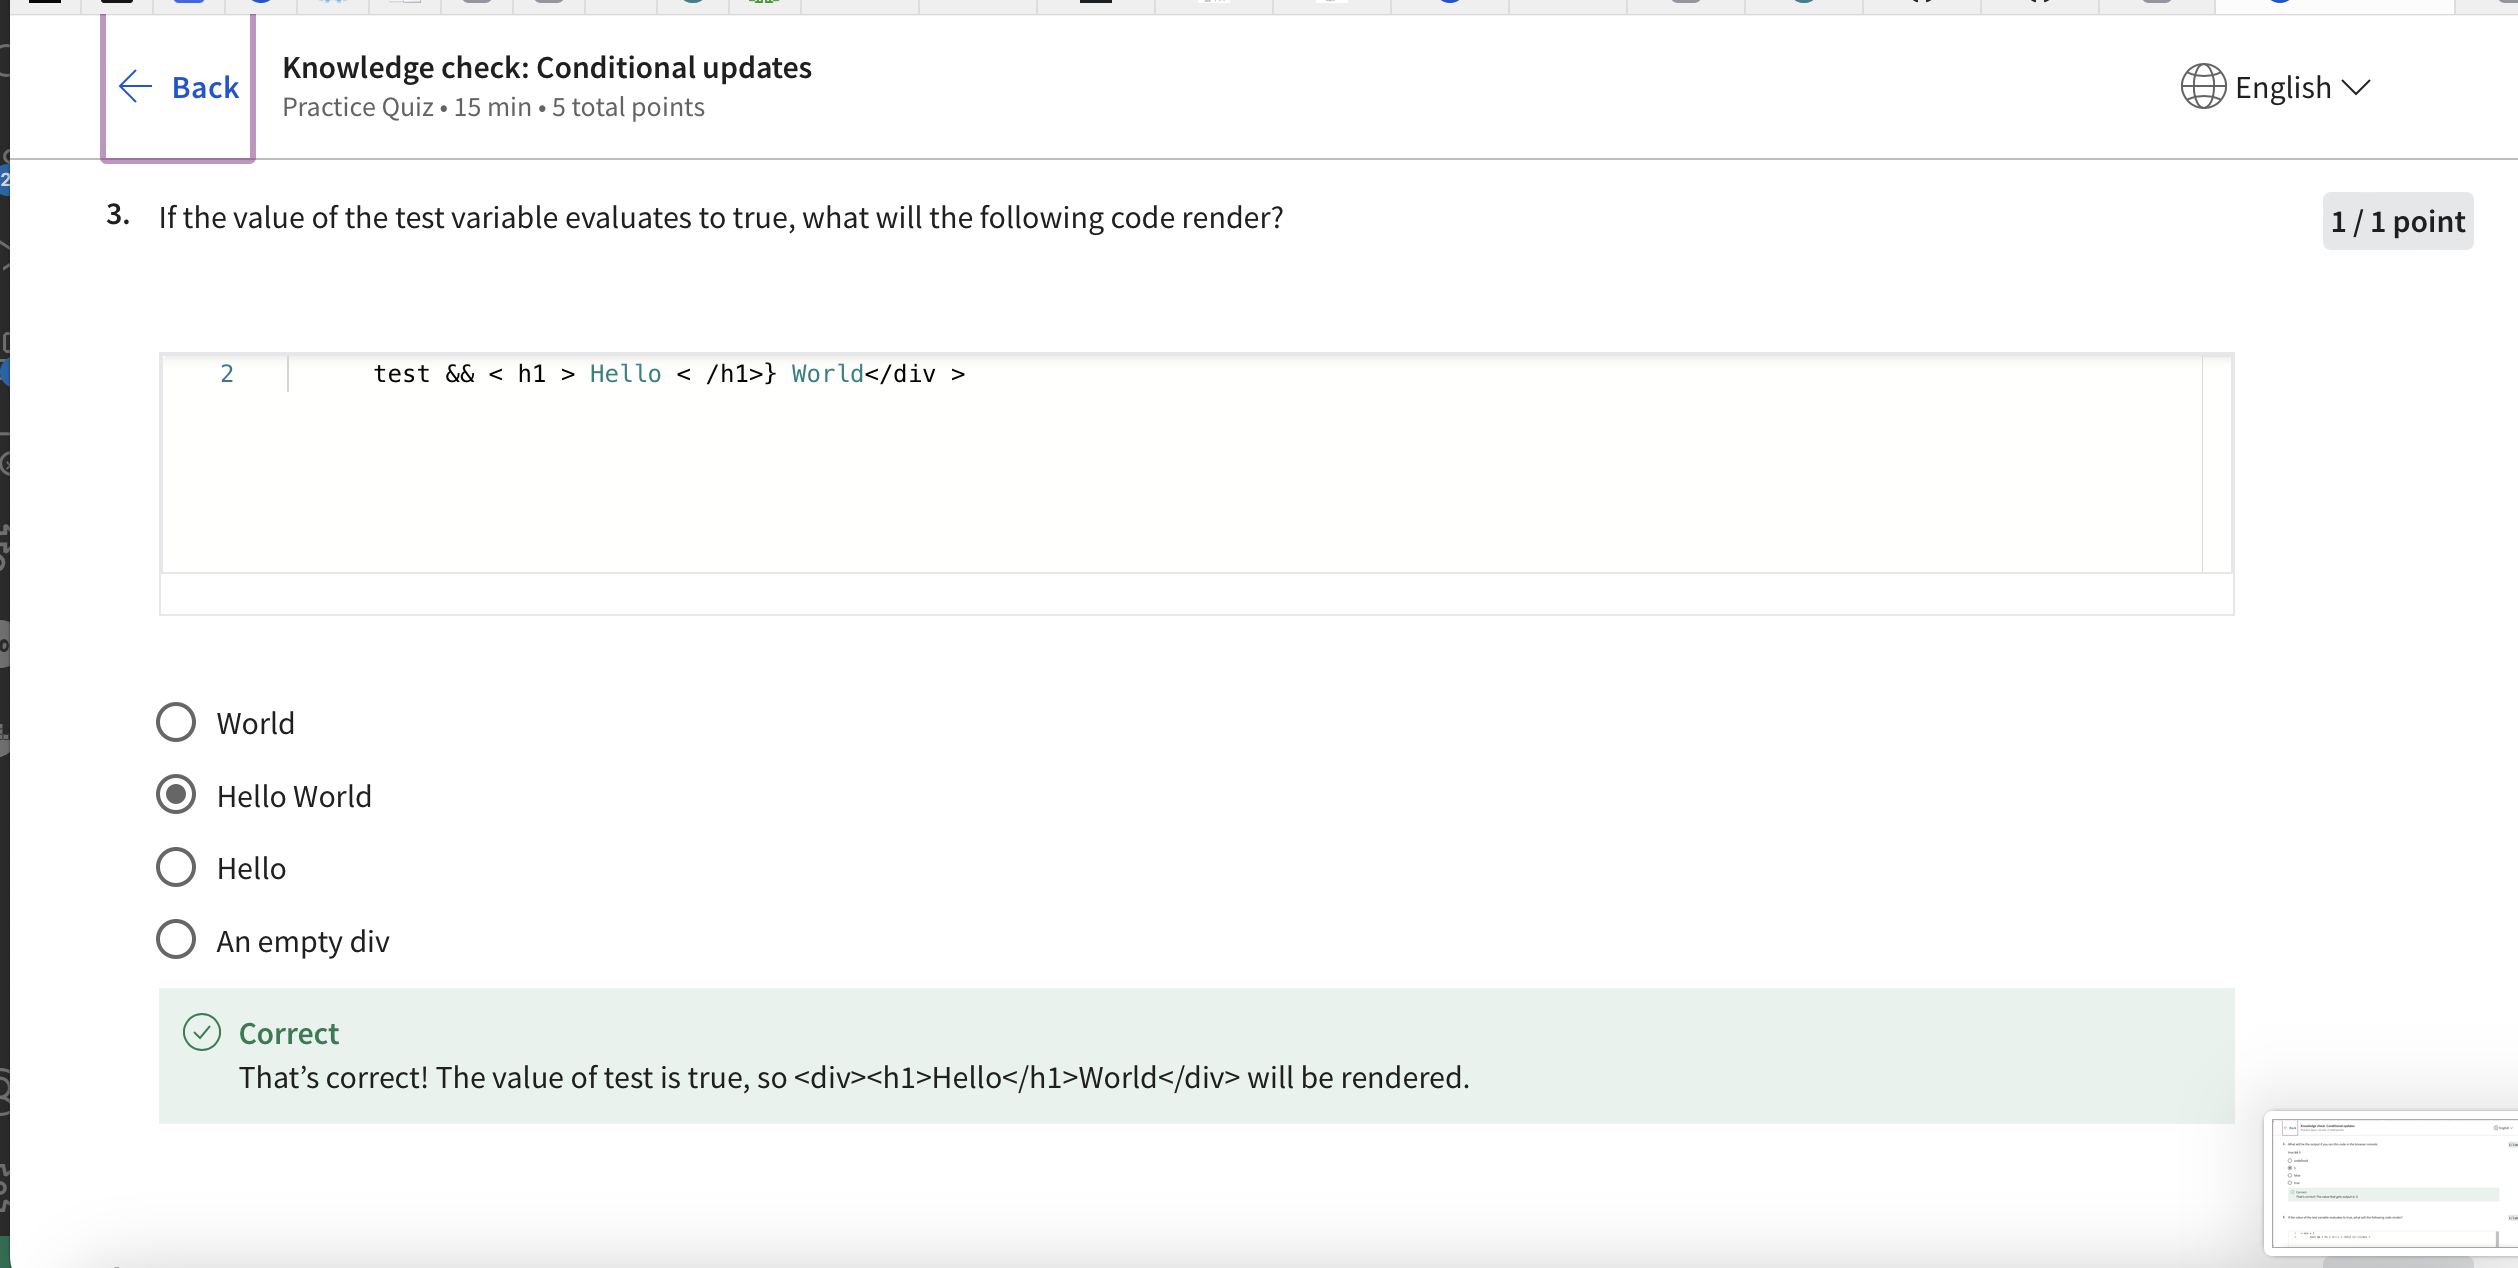 Back
Knowledge check: Conditional updates
Practice Quiz • 15 min • 5 total points
English
3. If the value of the test variable evaluates to true, what will the following code render?
1 / 1 point
2 test && < h1 > Hello < /h1>} World</div >
World
Hello World
Hello
An empty div
Correct
That’s correct! The value of test is true, so <div><h1>Hello</h1>World</div> will be rendered.